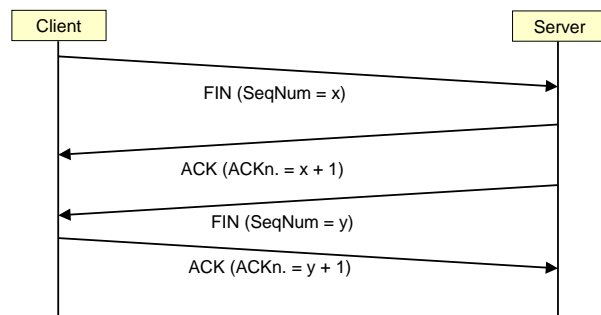 Client
Server
FIN (SeqNum = x)
ACK (ACKn. = x + 1)
FIN (SeqNum = y)
ACK (ACKn. = y + 1)